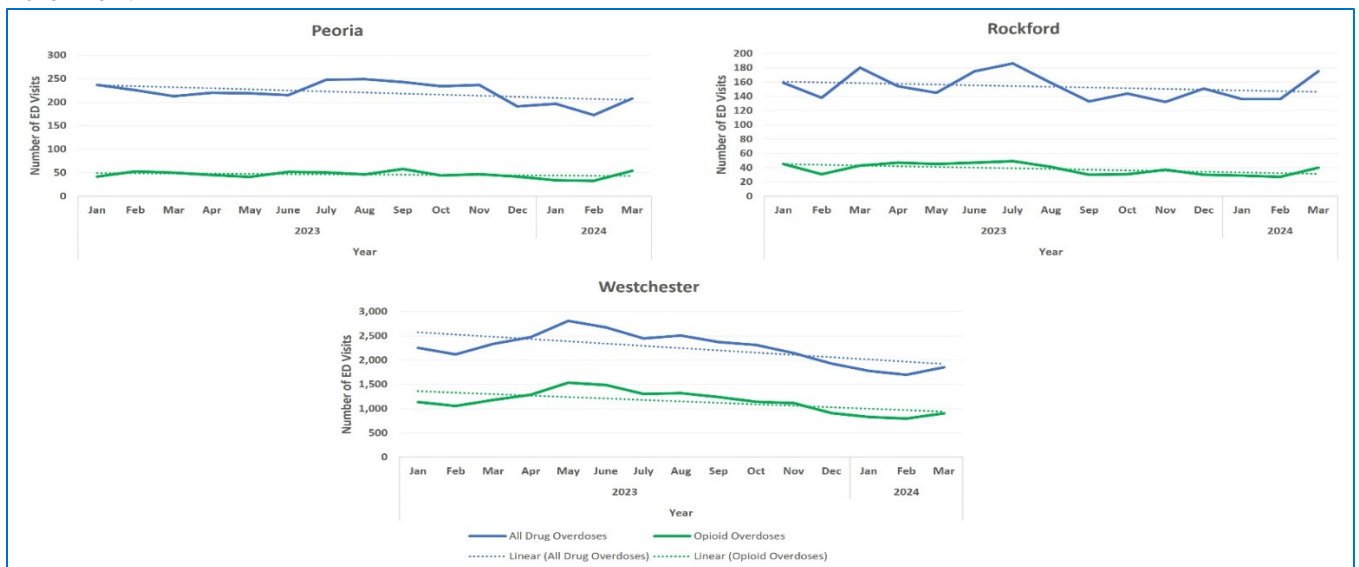 Peoria
Number of ED Visits
300
250
200
150
100
50
0
Jan Feb Mar Apr May June July Aug Sep Oct Nov Dec Jan Feb Mar
2023 2024
Year
Rockford
Number of ED Visits
200
180
160
140
120
100
80
60
40
20
0
Jan Feb Mar Apr May June July Aug Sep Oct Nov Dec Jan Feb Mar
2023 2024
Year
Westchester
Number of ED Visits
3,000
2,500
2,000
1,500
1,000
500
0
Jan Feb Mar Apr May June July Aug Sep Oct Nov Dec Jan Feb Mar
2023 2024
Year
All Drug Overdoses Opioid Overdoses
Linear (All Drug Overdoses) Linear (Opioid Overdoses)